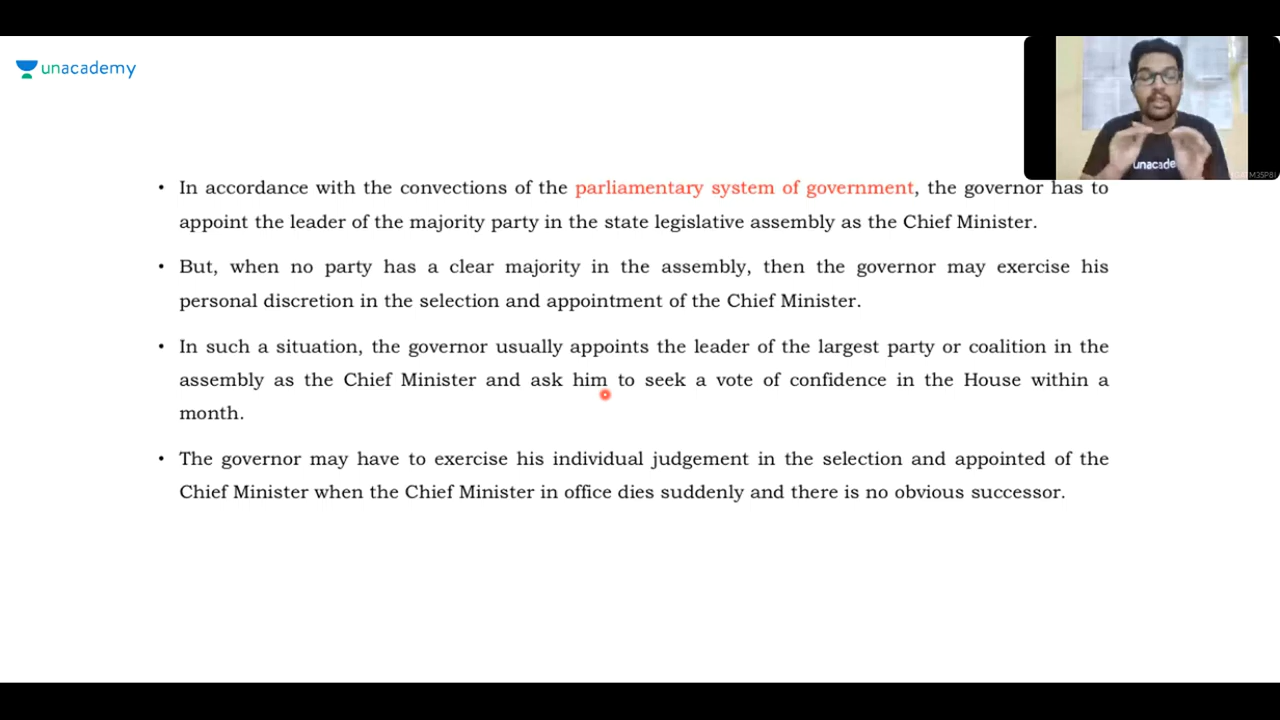 unacademy
• In accordance with the convections of the parliamentary system of government, the governor has to
appoint the leader of the majority party in the state legislative assembly as the Chief Minister.
• But, when no party has a clear majority in the assembly, then the governor may exercise his
personal discretion in the selection and appointment of the Chief Minister.
• In such a situation, the governor usually appoints the leader of the largest party or coalition in the
assembly as the Chief Minister and ask him to seek a vote of confidence in the House within a
month.
• The governor may have to exercise his individual judgement in the selection and appointed of the
Chief Minister when the Chief Minister in office dies suddenly and there is no obvious successor.
unacade